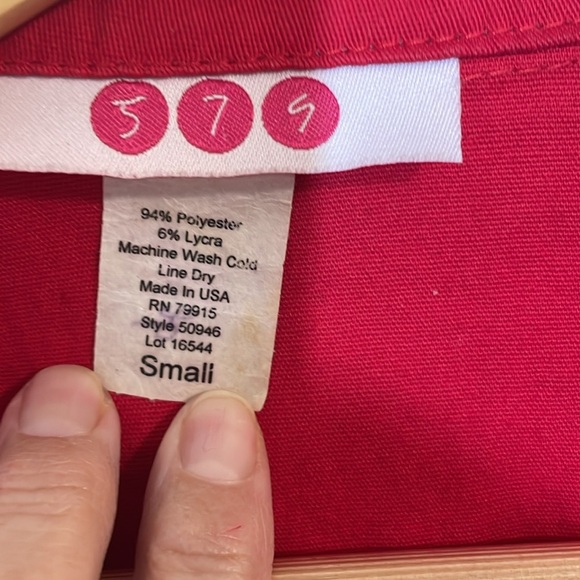 5 7 9
94% Polyester
6% Lycra
Machine Wash Cold
Line Dry
Made In USA
RN 79915
Style 50946
Lot 16544
Small